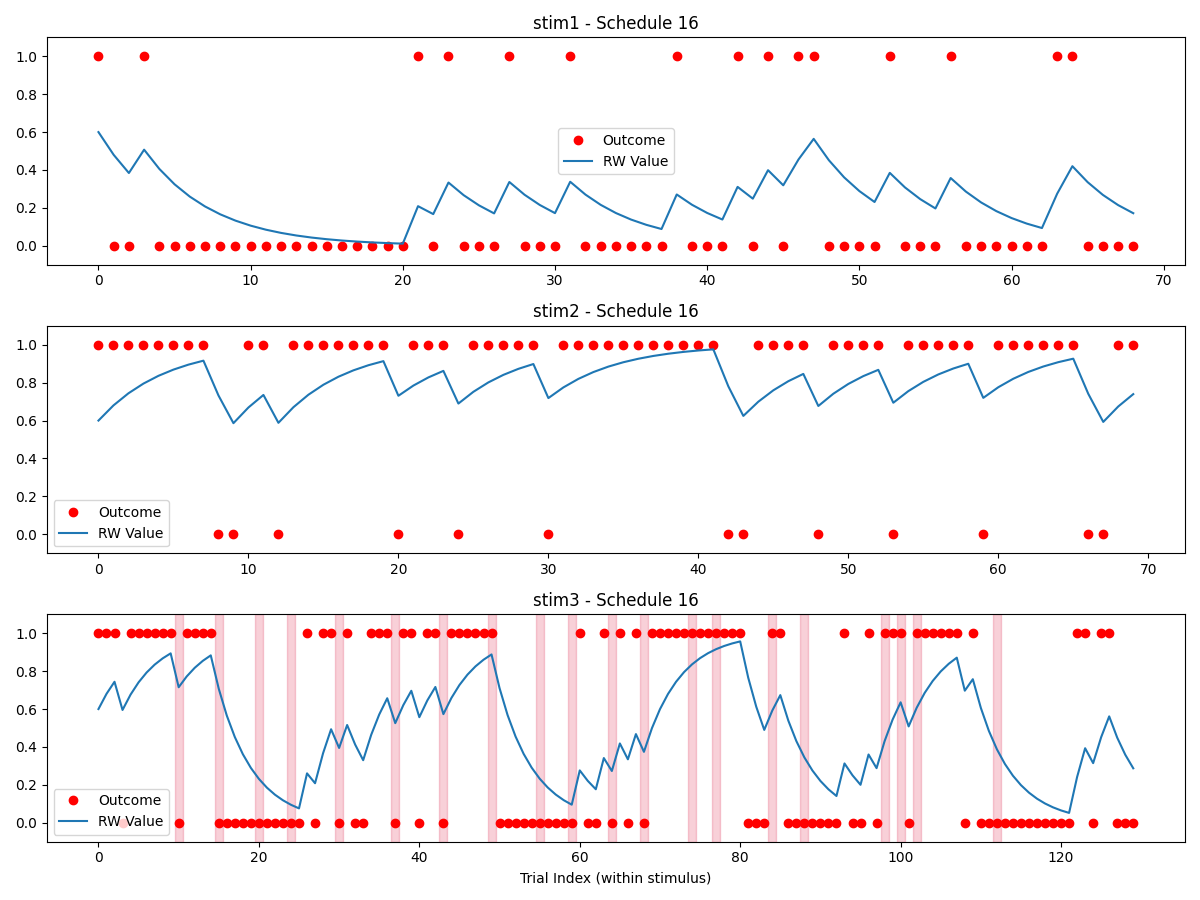 stim1 - Schedule 16
1.0
0.8
0.6
0.4
0.2
0.0
Outcome
RW Value
0 10 20 30 40 50 60 70
stim2 - Schedule 16
1.0
0.8
0.6
0.4
0.2
0.0
Outcome
RW Value
0 10 20 30 40 50 60 70
stim3 - Schedule 16
1.0
0.8
0.6
0.4
0.2
0.0
Outcome
RW Value
0 20 40 60 80 100 120
Trial Index (within stimulus)